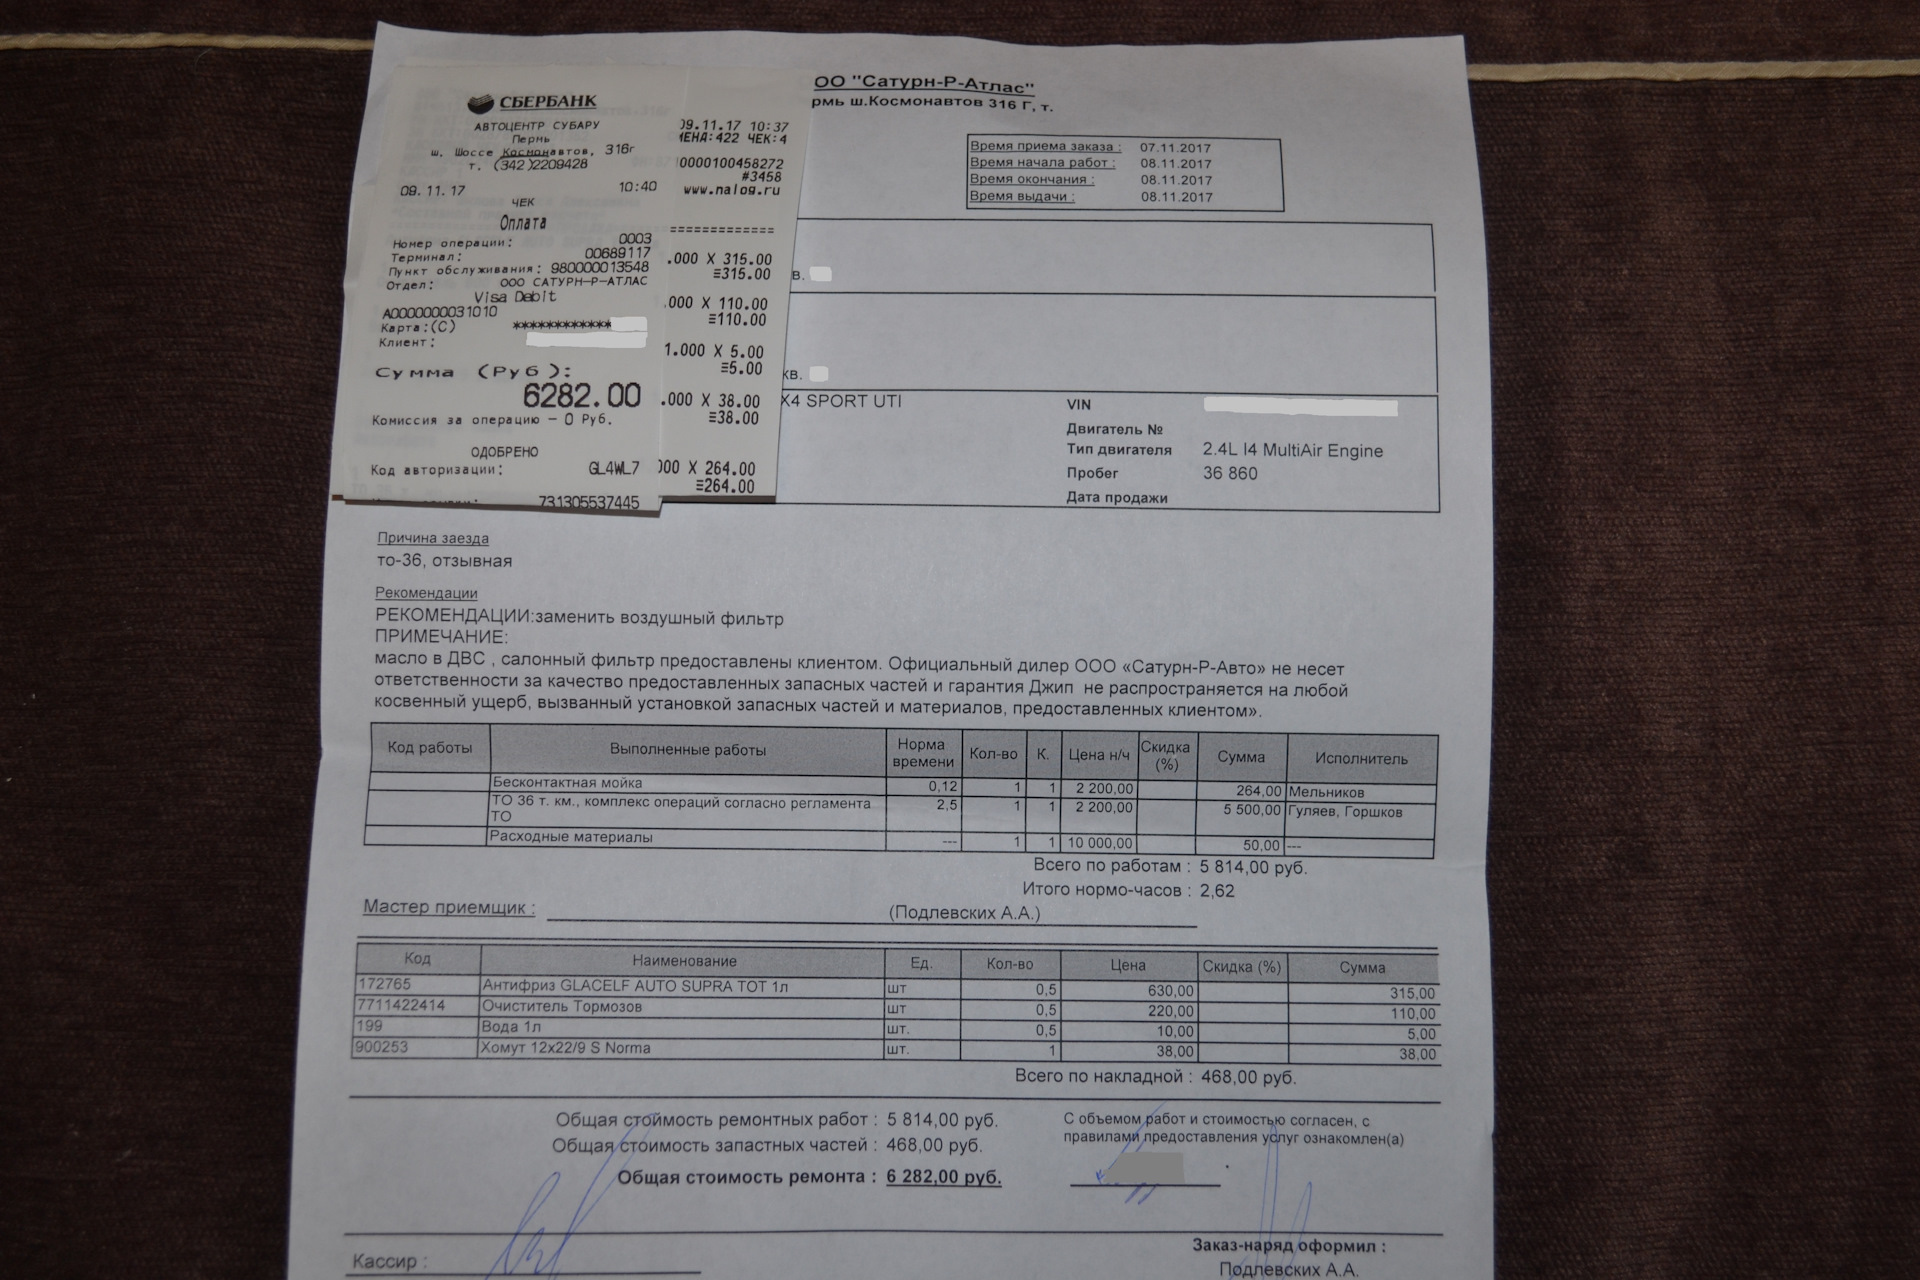 СБЕРБАНК
АВТОЦЕНТР СУБАРУ
Пермь
ш. Шоссе Космонавтов, 316г
т. (342)2209428
09.11.17 10:40
ЧЕК
Оплата
Номер операции: 0003
Терминал: 00689117
Пункт обслуживания: 980000013548
Отдел: ООО САТУРН-Р-АТЛАС
Visa Debit
A0000000031010
Карта:(C) ************
Клиент:
Сумма (Руб):
6282.00
Комиссия за операцию - 0 Руб.
ОДОБРЕНО
Код авторизации: GL4WL7
731305537445
09.11.17 10:37
МЕНА:422 ЧЕК:4
0000100458272
#3458
www.nalog.ru
=============
.000 X 315.00
≡315.00
.000 X 110.00
≡110.00
1.000 X 5.00
≡5.00
.000 X 38.00
≡38.00
000 X 264.00
≡264.00
ОО "Сатурн-Р-Атлас"
рмь ш.Космонавтов 316 Г, т.
Время приема заказа : 07.11.2017
Время начала работ : 08.11.2017
Время окончания : 08.11.2017
Время выдачи : 08.11.2017
в.
кв.
X4 SPORT UTI
VIN
Двигатель №
Тип двигателя 2.4L I4 MultiAir Engine
Пробег 36 860
Дата продажи
Причина заезда
то-36, отзывная
Рекомендации
РЕКОМЕНДАЦИИ:заменить воздушный фильтр
ПРИМЕЧАНИЕ:
масло в ДВС , салонный фильтр предоставлены клиентом. Официальный дилер ООО «Сатурн-Р-Авто» не несет
ответственности за качество предоставленных запасных частей и гарантия Джип не распространяется на любой
косвенный ущерб, вызванный установкой запасных частей и материалов, предоставленных клиентом».
Код работы Выполненные работы Норма времени Кол-во К. Цена н/ч Скидка (%) Сумма Исполнитель
Бесконтактная мойка 0,12 1 1 2 200,00 264,00 Мельников
ТО 36 т. км., комплекс операций согласно регламента 2,5 1 1 2 200,00 5 500,00 Гуляев, Горшков
ТО
Расходные материалы --- 1 1 10 000,00 50,00 ---
Всего по работам : 5 814,00 руб.
Итого нормо-часов : 2,62
Мастер приемщик : (Подлевских А.А.)
Код Наименование Ед. Кол-во Цена Скидка (%) Сумма
172765 Антифриз GLACELF AUTO SUPRA TOT 1л шт 0,5 630,00 315,00
7711422414 Очиститель Тормозов шт 0,5 220,00 110,00
199 Вода 1л шт. 0,5 10,00 5,00
900253 Хомут 12x22/9 S Norma шт. 1 38,00 38,00
Всего по накладной : 468,00 руб.
Общая стоимость ремонтных работ : 5 814,00 руб.
Общая стоимость запастных частей : 468,00 руб.
Общая стоимость ремонта : 6 282,00 руб.
С объемом работ и стоимостью согласен, с
правилами предоставления услуг ознакомлен(а)
Кассир :
Заказ-наряд оформил :
Подлевских А.А.